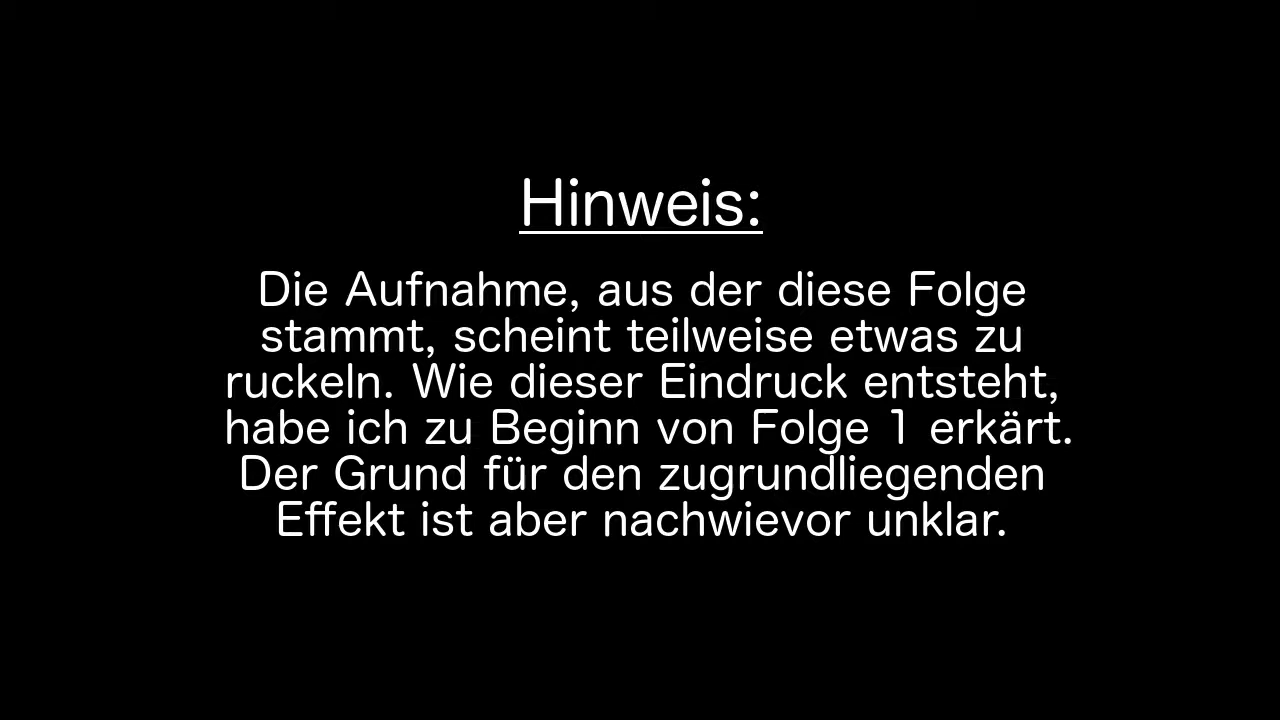 Hinweis:
Die Aufnahme, aus der diese Folge
stammt, scheint teilweise etwas zu
ruckeln. Wie dieser Eindruck entsteht,
habe ich zu Beginn von Folge 1 erkärt.
Der Grund für den zugrundliegenden
Effekt ist aber nachwievor unklar.